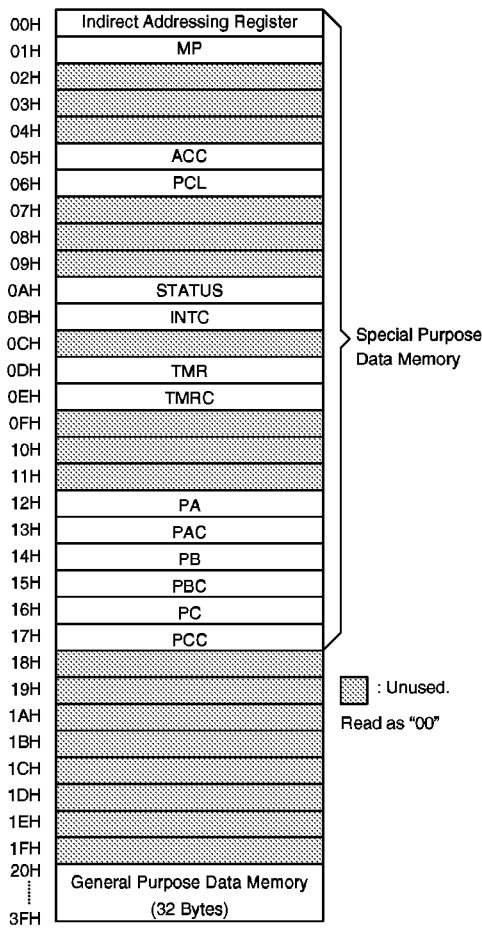 00H Indirect Addressing Register
01H MP
02H
03H
04H
05H ACC
06H PCL
07H
08H
09H
0AH STATUS
0BH INTC
0CH
0DH TMR
0EH TMRC
0FH
10H
11H
12H PA
13H PAC
14H PB
15H PBC
16H PC
17H PCC
18H
19H
1AH
1BH
1CH
1DH
1EH
1FH
20H
General Purpose Data Memory
(32 Bytes)
3FH
Special Purpose
Data Memory
: Unused.
Read as “00”